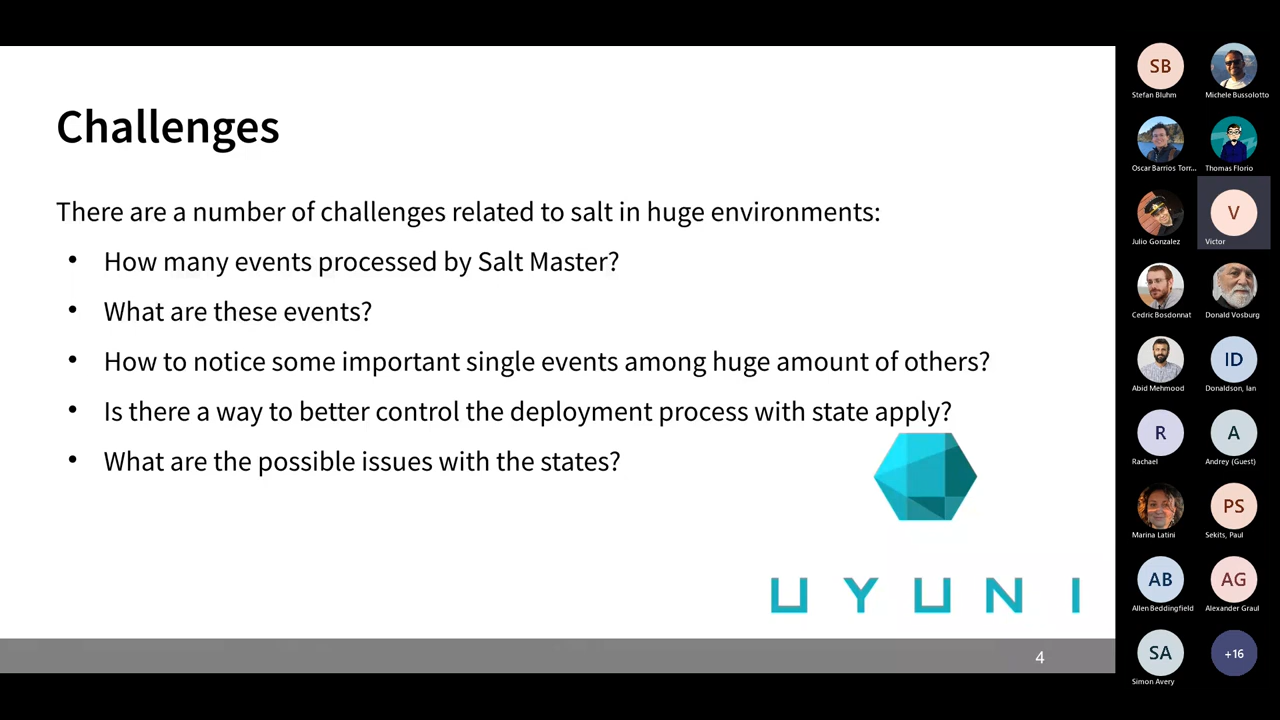 Challenges
There are a number of challenges related to salt in huge environments:
• How many events processed by Salt Master?
• What are these events?
• How to notice some important single events among huge amount of others?
• Is there a way to better control the deployment process with state apply?
• What are the possible issues with the states?
UYUNI
4
SB
Stefan Bluhm
Michele Bussolotto
Oscar Barrios Torr...
Thomas Florio
Julio Gonzalez
V
Victor
Cedric Bosdonnat
Donald Vosburg
Abid Mehmood
ID
Donaldson, Ian
R
Rachael
A
Andrey (Guest)
Marina Latini
PS
Sekits, Paul
AB
Allen Beddingfield
AG
Alexander Graul
SA
Simon Avery
+16